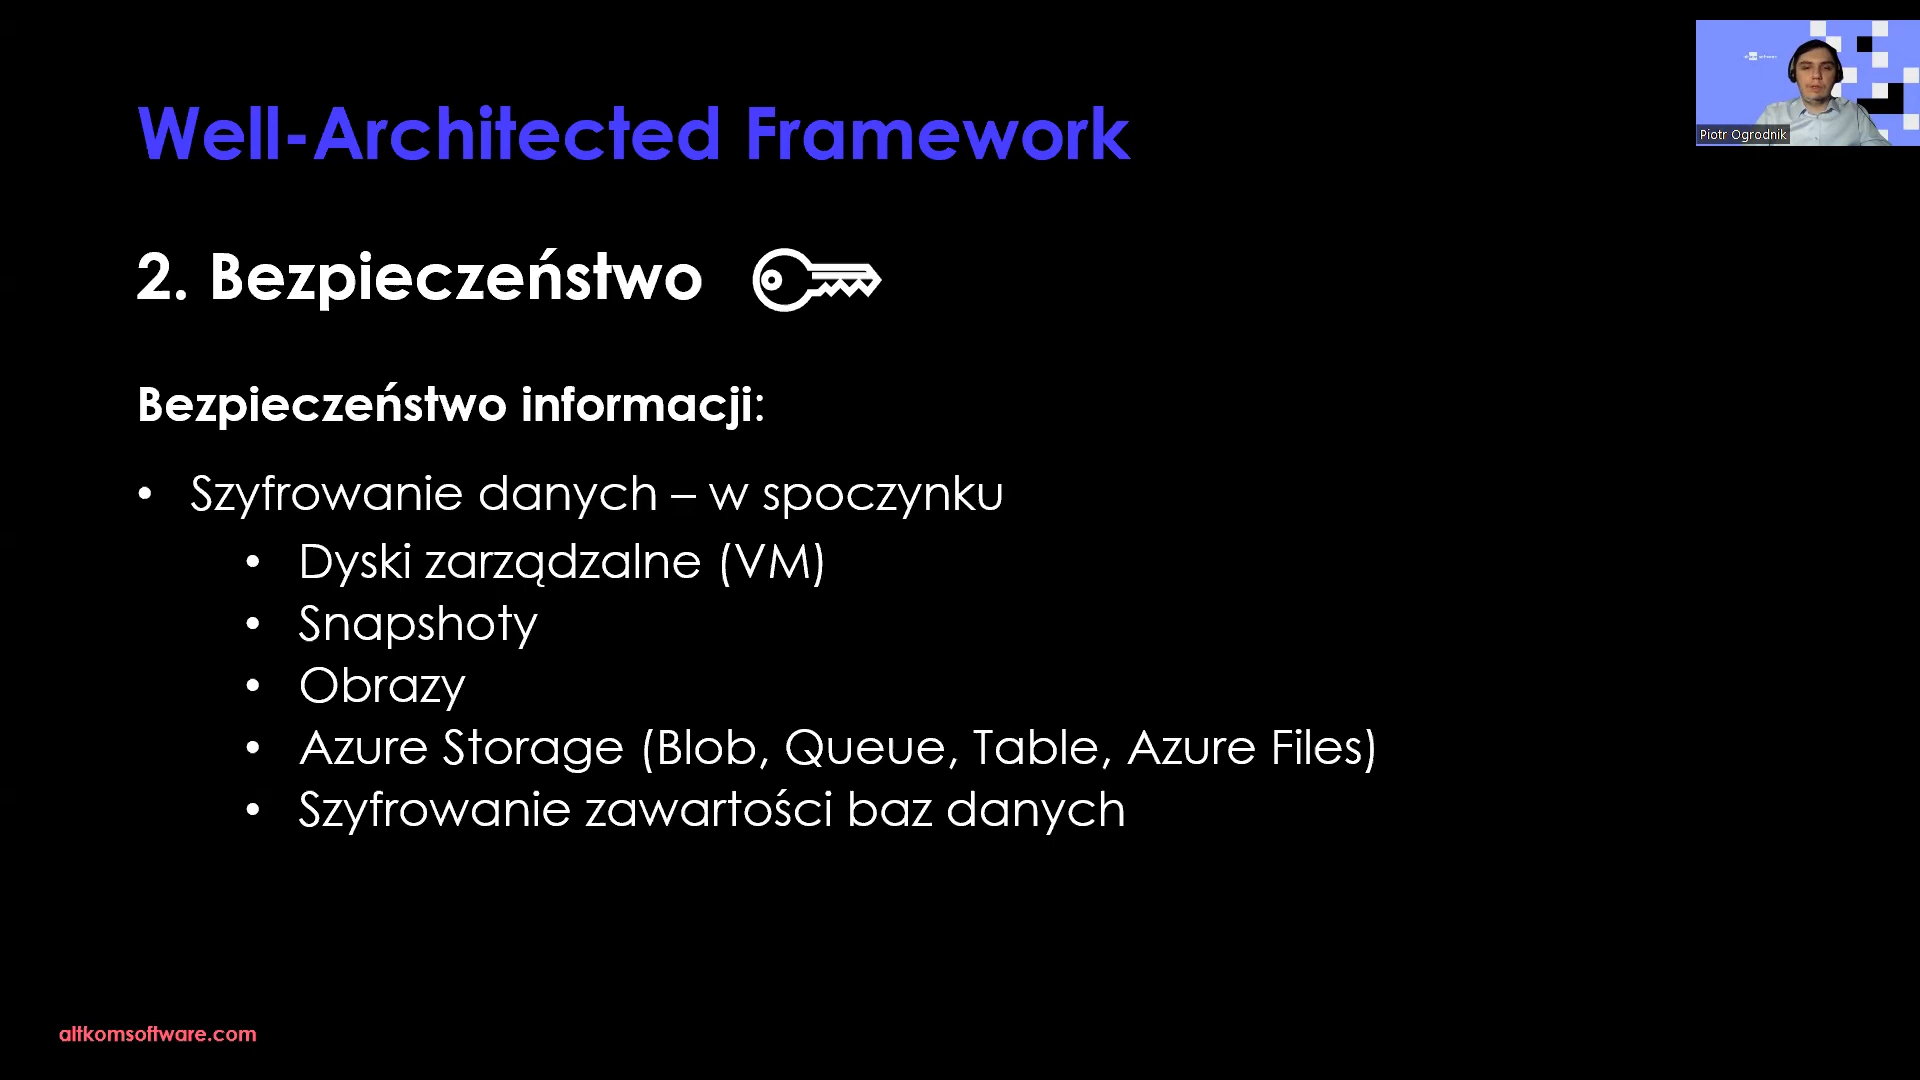 Well-Architected Framework
2. Bezpieczeństwo
Bezpieczeństwo informacji:
• Szyfrowanie danych – w spoczynku
• Dyski zarządzalne (VM)
• Snapshoty
• Obrazy
• Azure Storage (Blob, Queue, Table, Azure Files)
• Szyfrowanie zawartości baz danych
altkomsoftware.com
Piotr Ogrodnik